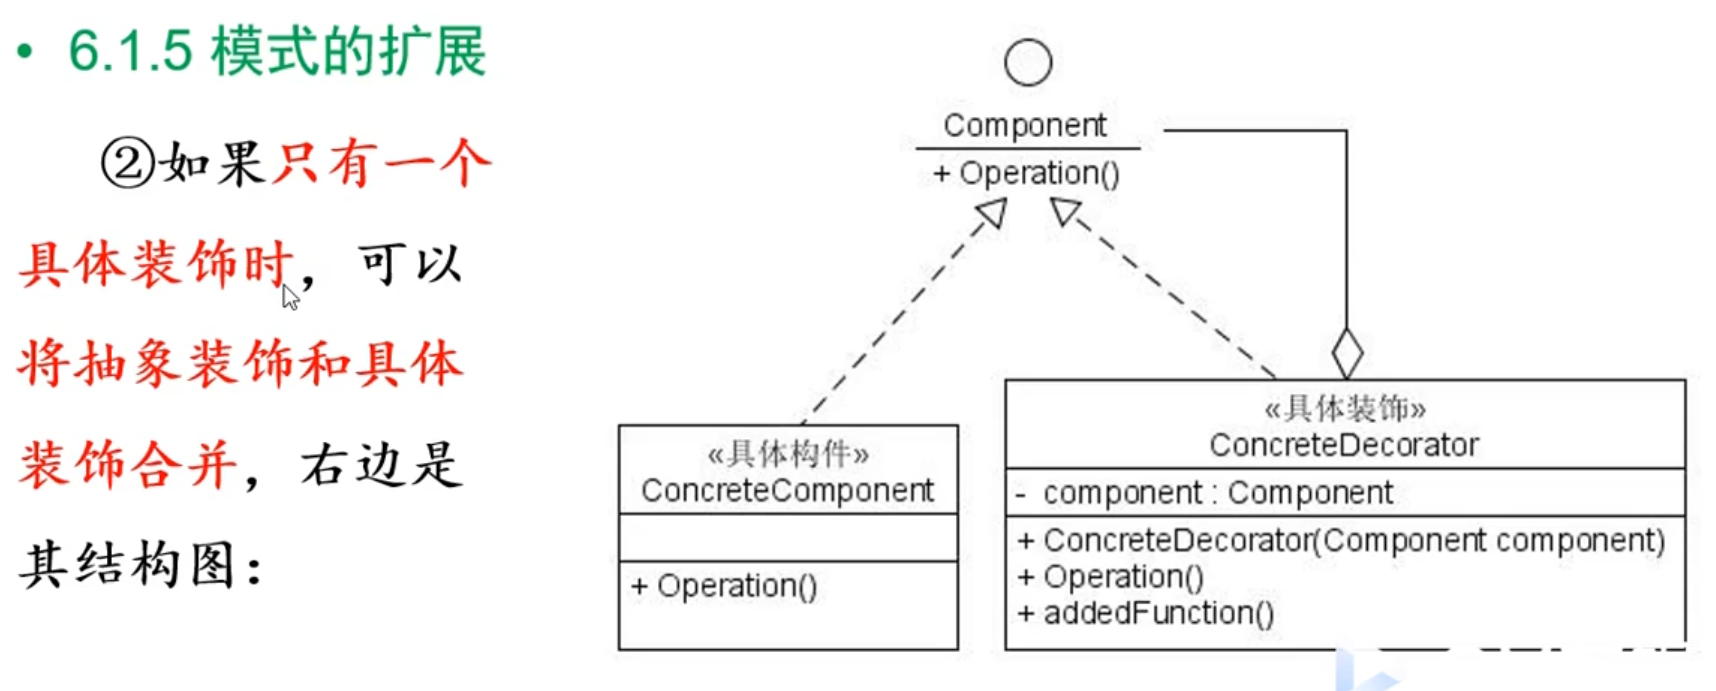 • 6.1.5 模式的扩展
②如果只有一个
具体装饰时，可以
将抽象装饰和具体
装饰合并，右边是
其结构图：
Component
+ Operation()
«具体构件»
ConcreteComponent
+ Operation()
«具体装饰»
ConcreteDecorator
- component : Component
+ ConcreteDecorator(Component component)
+ Operation()
+ addedFunction()